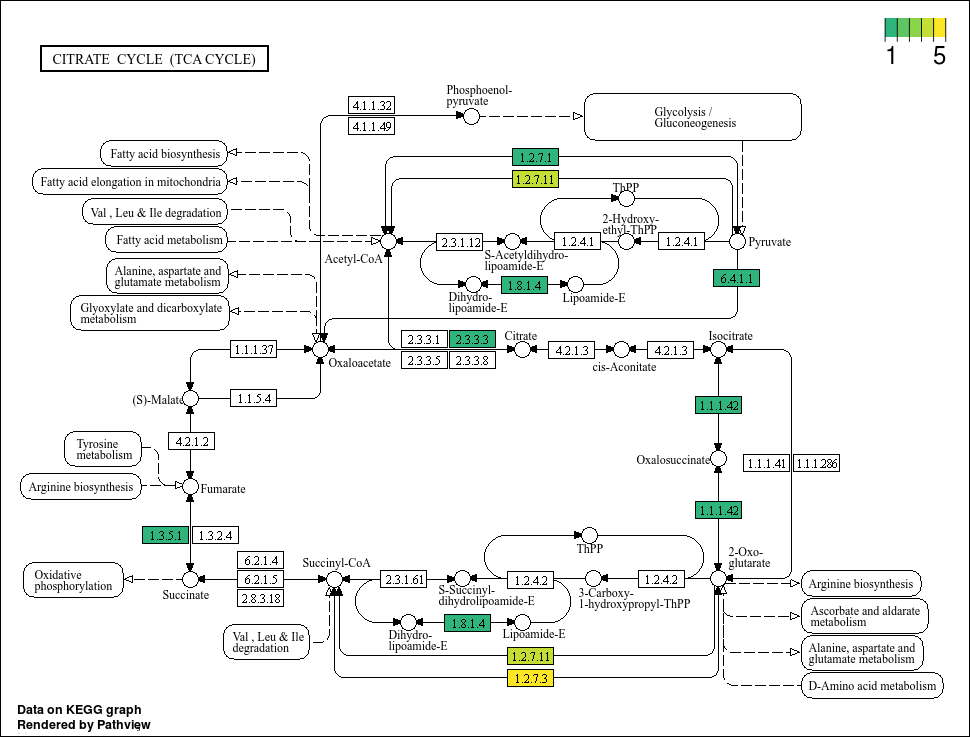 CITRATE CYCLE (TCA CYCLE)
1 5
Phosphoenol-
pyruvate
4.1.1.32
4.1.1.49
Glycolysis /
Gluconeogenesis
Fatty acid biosynthesis
Fatty acid elongation in mitochondria
Val , Leu & Ile degradation
Fatty acid metabolism
Alanine, aspartate and
glutamate metabolism
Glyoxylate and dicarboxylate
metabolism
1.2.7.1
1.2.7.11
ThPP
2-Hydroxy-
ethyl-ThPP
Acetyl-CoA
2.3.1.12
S-Acetyldihydro-
lipoamide-E
1.2.4.1
1.2.4.1
Pyruvate
Dihydro-
lipoamide-E
1.8.1.4
Lipoamide-E
6.4.1.1
1.1.1.37
Oxaloacetate
2.3.3.1
2.3.3.3
2.3.3.5
2.3.3.8
Citrate
4.2.1.3
cis-Aconitate
4.2.1.3
Isocitrate
(S)-Malate
1.1.5.4
1.1.1.42
4.2.1.2
Tyrosine
metabolism
Arginine biosynthesis
Fumarate
Oxalosuccinate
1.1.1.41
1.1.1.286
1.1.1.42
1.3.5.1
1.3.2.4
Oxidative
phosphorylation
Succinate
6.2.1.4
6.2.1.5
2.8.3.18
Succinyl-CoA
2.3.1.61
S-Succinyl-
dihydrolipoamide-E
1.2.4.2
ThPP
3-Carboxy-
1-hydroxypropyl-ThPP
1.2.4.2
2-Oxo-
glutarate
Dihydro-
lipoamide-E
1.8.1.4
Lipoamide-E
Val , Leu & Ile
degradation
1.2.7.11
1.2.7.3
Arginine biosynthesis
Ascorbate and aldarate
metabolism
Alanine, aspartate and
glutamate metabolism
D-Amino acid metabolism
Data on KEGG graph
Rendered by Pathview